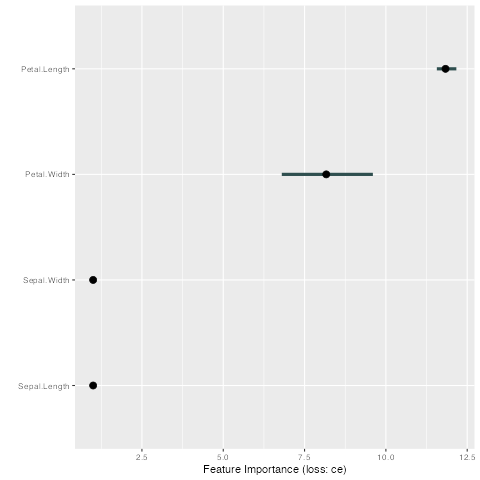 Petal.Length
Petal.Width
Sepal.Width
Sepal.Length
2.5 5.0 7.5 10.0 12.5
Feature Importance (loss: ce)